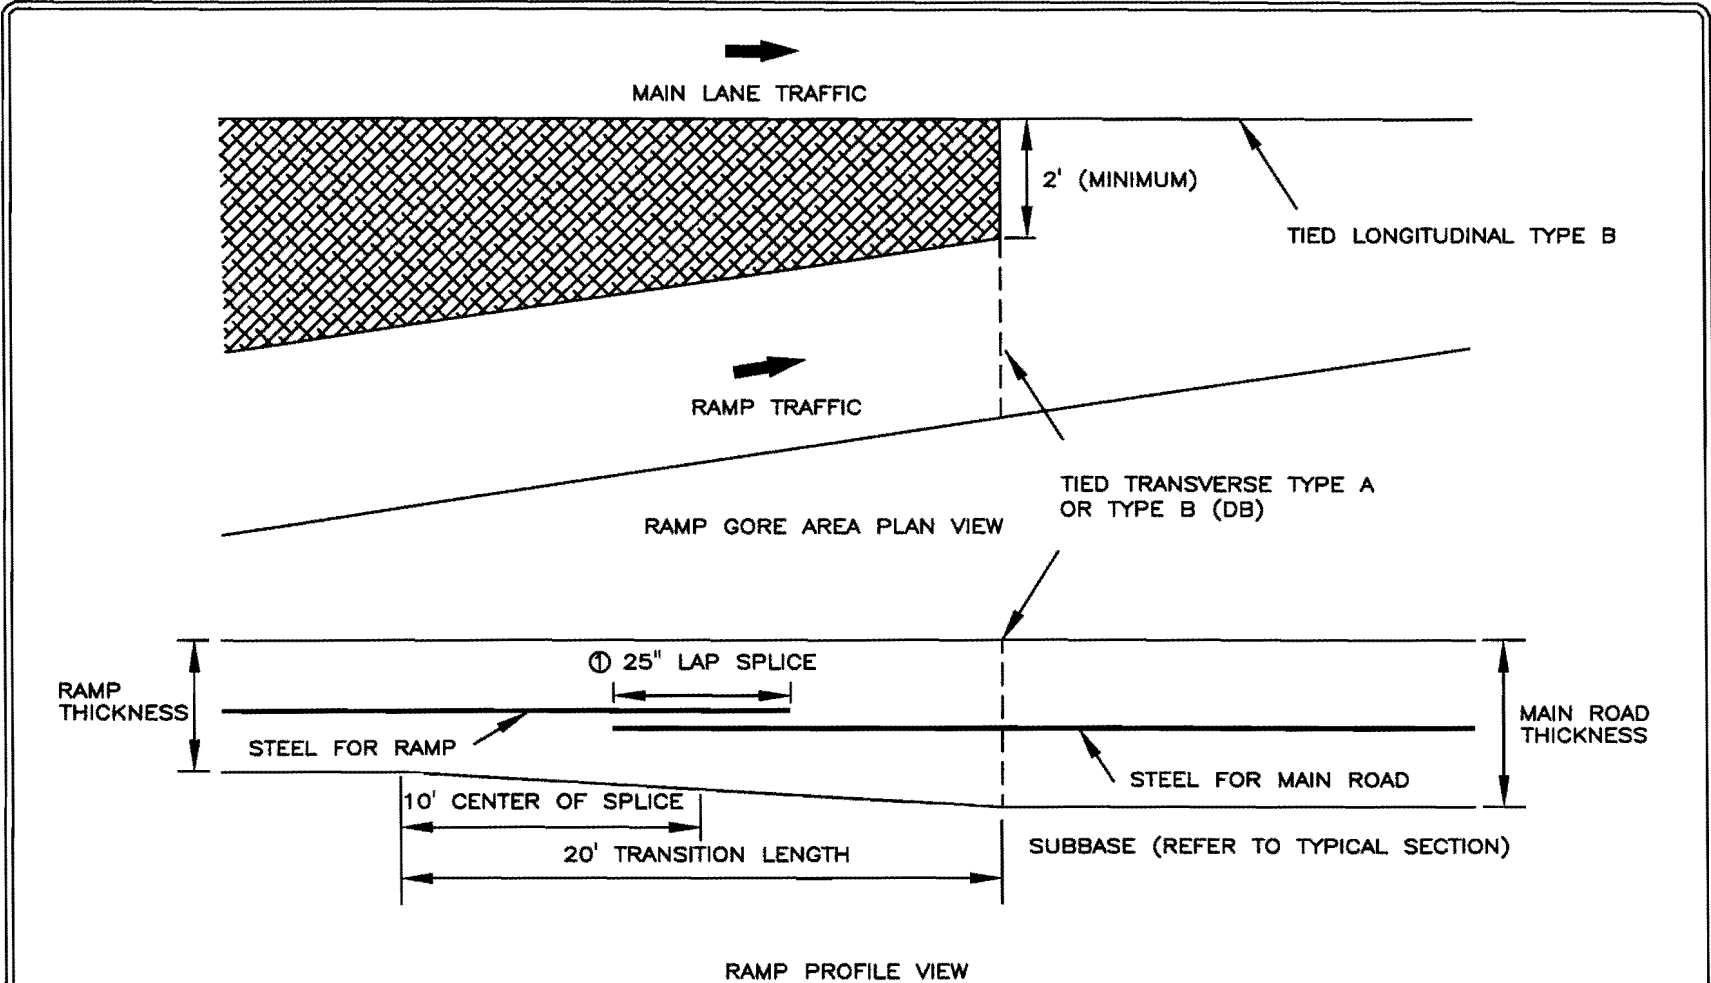 MAIN LANE TRAFFIC
2' (MINIMUM)
TIED LONGITUDINAL TYPE B
RAMP TRAFFIC
TIED TRANSVERSE TYPE A
OR TYPE B (DB)
RAMP GORE AREA PLAN VIEW
① 25" LAP SPLICE
RAMP
THICKNESS
STEEL FOR RAMP
MAIN ROAD
THICKNESS
STEEL FOR MAIN ROAD
10' CENTER OF SPLICE
20' TRANSITION LENGTH
SUBBASE (REFER TO TYPICAL SECTION)
RAMP PROFILE VIEW